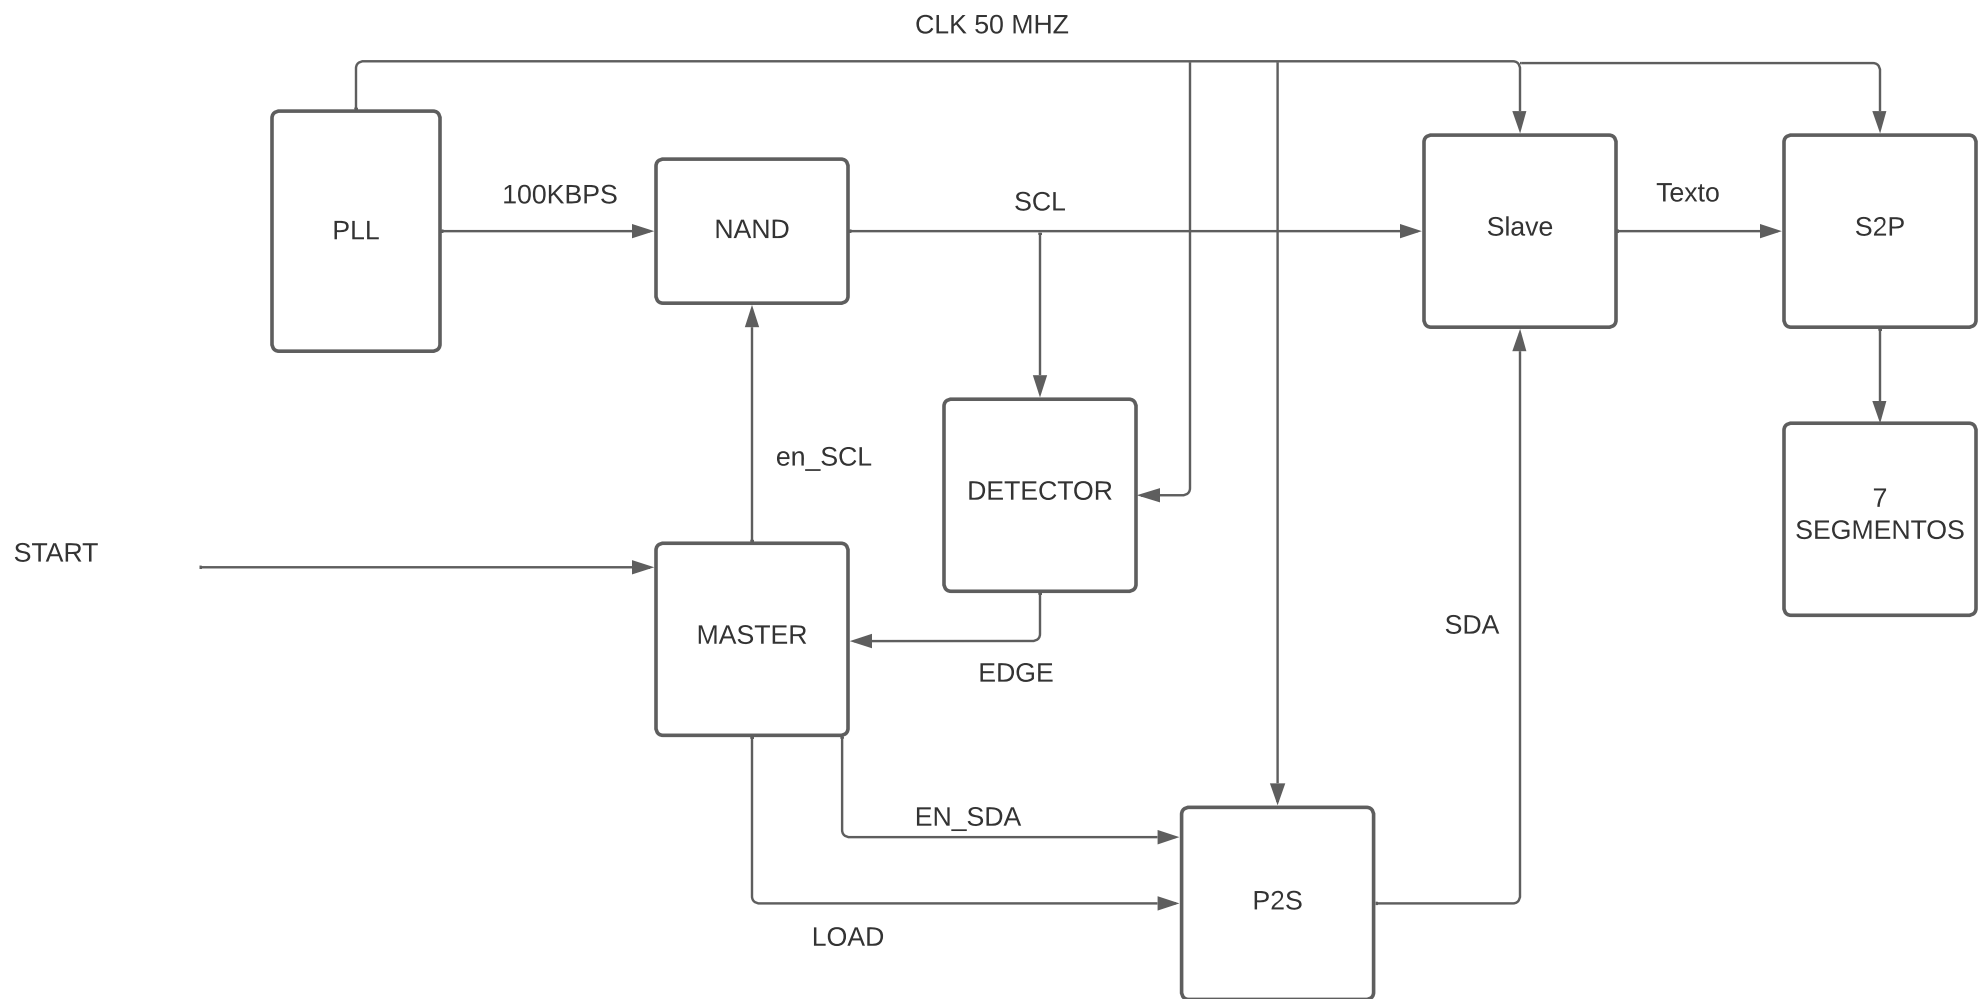 CLK 50 MHZ
PLL
100KBPS
NAND
SCL
Slave
Texto
S2P
en_SCL
DETECTOR
7
SEGMENTOS
START
MASTER
EDGE
SDA
EN_SDA
P2S
LOAD